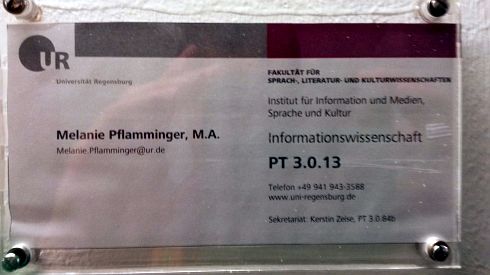 UR
Universität Regensburg
FAKULTÄT FÜR
SPRACH-, LITERATUR- UND KULTURWISSENSCHAFTEN
Institut für Information und Medien,
Sprache und Kultur
Melanie Pflamminger, M.A.
Melanie.Pflamminger@ur.de
Informationswissenschaft
PT 3.0.13
Telefon +49 941 943-3588
www.uni-regensburg.de
Sekretariat: Kerstin Zeise, PT 3.0.84b